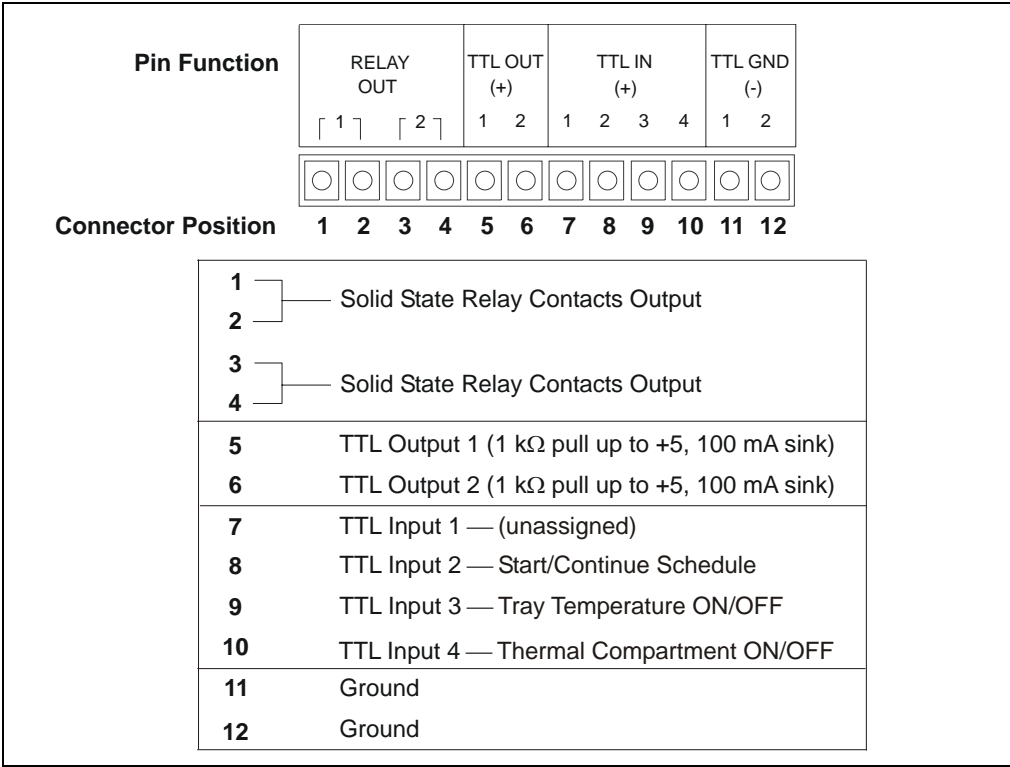 Pin Function
RELAY OUT
TTL OUT (+)
TTL IN (+)
TTL GND (-)
1 2 1 2 1 2 3 4 1 2
Connector Position 1 2 3 4 5 6 7 8 9 10 11 12
1
2
Solid State Relay Contacts Output
3
4
Solid State Relay Contacts Output
5 TTL Output 1 (1 kΩ pull up to +5, 100 mA sink)
6 TTL Output 2 (1 kΩ pull up to +5, 100 mA sink)
7 TTL Input 1 — (unassigned)
8 TTL Input 2 — Start/Continue Schedule
9 TTL Input 3 — Tray Temperature ON/OFF
10 TTL Input 4 — Thermal Compartment ON/OFF
11 Ground
12 Ground